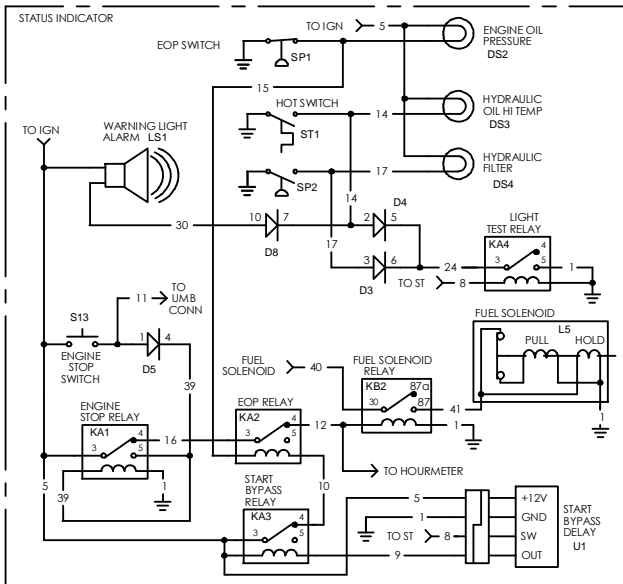 STATUS INDICATOR
TO IGN
5
ENGINE OIL
PRESSURE
DS2
EOP SWITCH
SP1
15
HOT SWITCH
14
HYDRAULIC
OIL HI TEMP
DS3
ST1
TO IGN
WARNING LIGHT
ALARM LS1
SP2
17
HYDRAULIC
FILTER
DS4
14
D4
30
10
7
2
5
D8
17
LIGHT
TEST RELAY
KA4
3
4
5
1
3
6
24
D3
TO ST
8
11
TO
UMB
CONN
S13
1
4
ENGINE
STOP
SWITCH
D5
39
FUEL SOLENOID
L5
PULL
HOLD
1
FUEL
SOLENOID
40
FUEL SOLENOID
RELAY
KB2
87a
30
87
41
1
ENGINE
STOP RELAY
KA1
4
3
5
16
EOP RELAY
KA2
4
3
5
12
TO HOURMETER
5
39
1
10
START
BYPASS
RELAY
KA3
4
3
5
5
+12V
1
GND
TO ST
8
SW
9
OUT
START
BYPASS
DELAY
U1